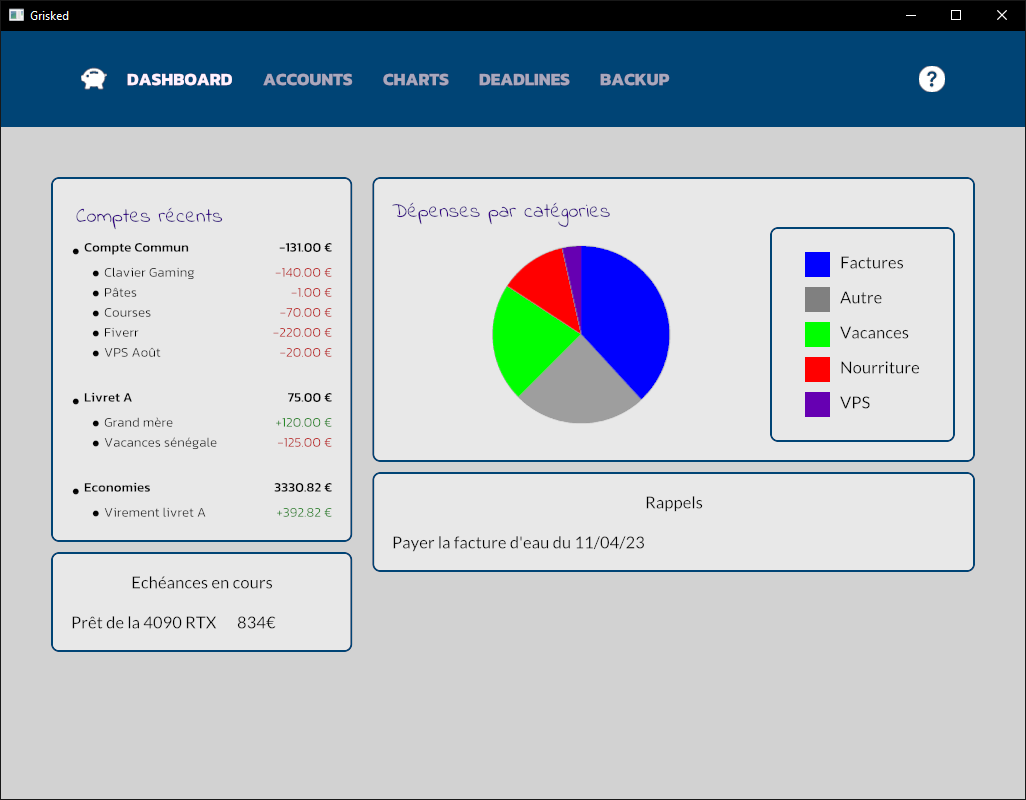 Grisked
DASHBOARD ACCOUNTS CHARTS DEADLINES BACKUP ?
Comptes récents
Compte Commun -131.00 €
Clavier Gaming -140.00 €
Pâtes -1.00 €
Courses -70.00 €
Fiverr -220.00 €
VPS Août -20.00 €
Livret A 75.00 €
Grand mère +120.00 €
Vacances sénégale -125.00 €
Economies 3330.82 €
Virement livret A +392.82 €
Echéances en cours
Prêt de la 4090 RTX 834€
Dépenses par catégories
Factures
Autre
Vacances
Nourriture
VPS
Rappels
Payer la facture d'eau du 11/04/23